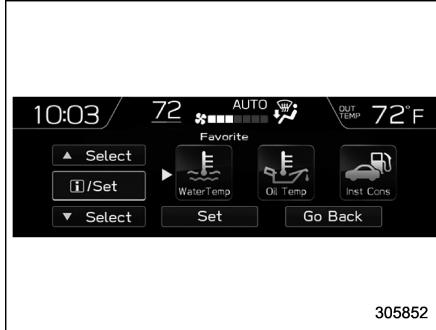 10:03 72 AUTO OUT TEMP 72°F
Favorite
▲ Select
i/Set
▼ Select
WaterTemp Oil Temp Inst Cons
Set Go Back
305852